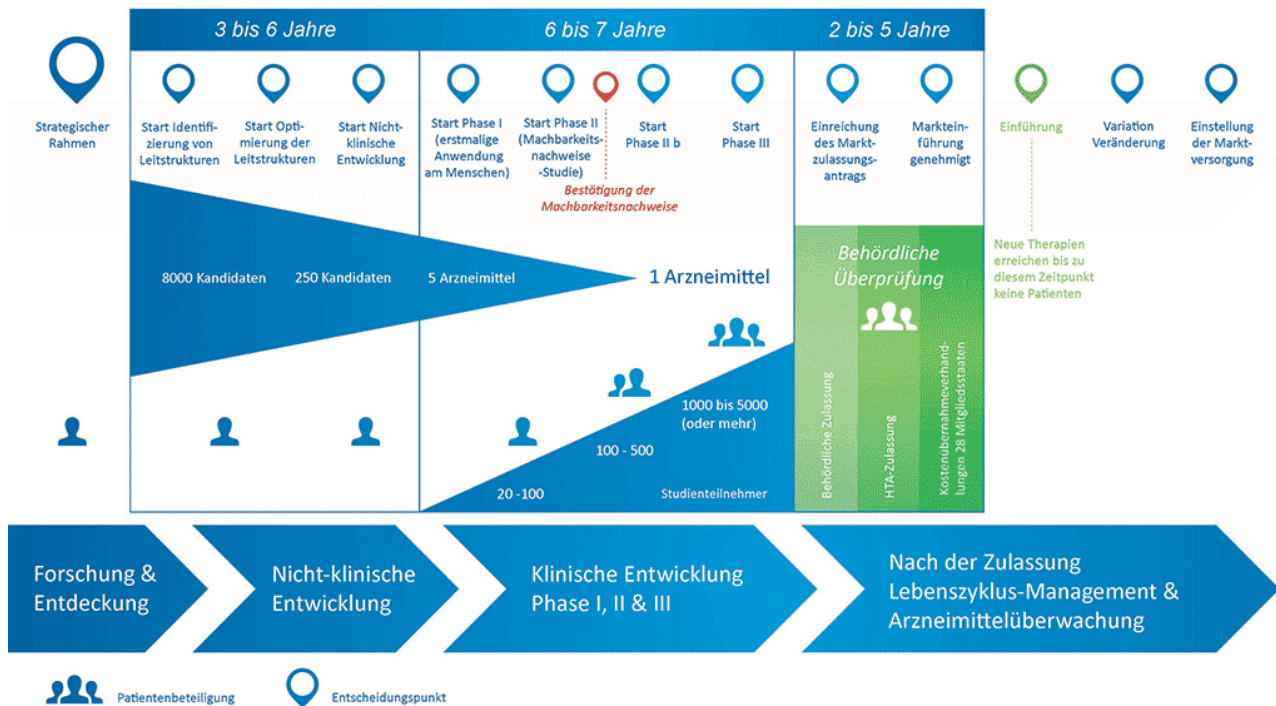 3 bis 6 Jahre
6 bis 7 Jahre
2 bis 5 Jahre
Strategischer
Rahmen
Start Identifi-
zierung von
Leitstrukturen
Start Opti-
mierung der
Leitstrukturen
Start Nicht-
klinische
Entwicklung
Start Phase I
(erstmalige
Anwendung
am Menschen)
Start Phase II
(Machbarkeits-
nachweise
-Studie)
Bestätigung der
Machbarkeitsnachweise
Start
Phase II b
Start
Phase III
Einreichung
des Markt-
zulassungs-
antrags
Marktein-
führung
genehmigt
Einführung
Variation
Veränderung
Einstellung
der Markt-
versorgung
8000 Kandidaten
250 Kandidaten
5 Arzneimittel
1 Arzneimittel
Behördliche
Überprüfung
Neue Therapien
erreichen bis zu
diesem Zeitpunkt
keine Patienten
20 -100
100 - 500
1000 bis 5000
(oder mehr)
Studienteilnehmer
Behördliche Zulassung
HTA-Zulassung
Kostenübernahmeverhand-
lungen 28 Mitgliedsstaaten
Forschung &
Entdeckung
Nicht-klinische
Entwicklung
Klinische Entwicklung
Phase I, II & III
Nach der Zulassung
Lebenszyklus-Management &
Arzneimittelüberwachung
Patientenbeteiligung
Entscheidungspunkt